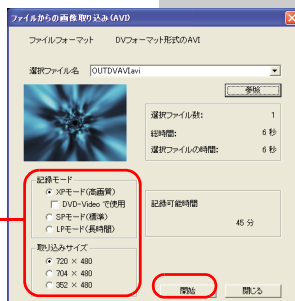 ファイルからの画像取り込み(AVI)
ファイルフォーマット DVフォーマット形式のAVI
選択ファイル名 OUTDVAVI.avi
参照
選択ファイル数: 1
総時間: 6 秒
選択ファイルの時間: 6 秒
記録モード
XPモード(高画質)
DVD-Video で使用
SPモード(標準)
LPモード(長時間)
記録可能時間
45 分
取り込みサイズ
720 × 480
704 × 480
352 × 480
開始
閉じる